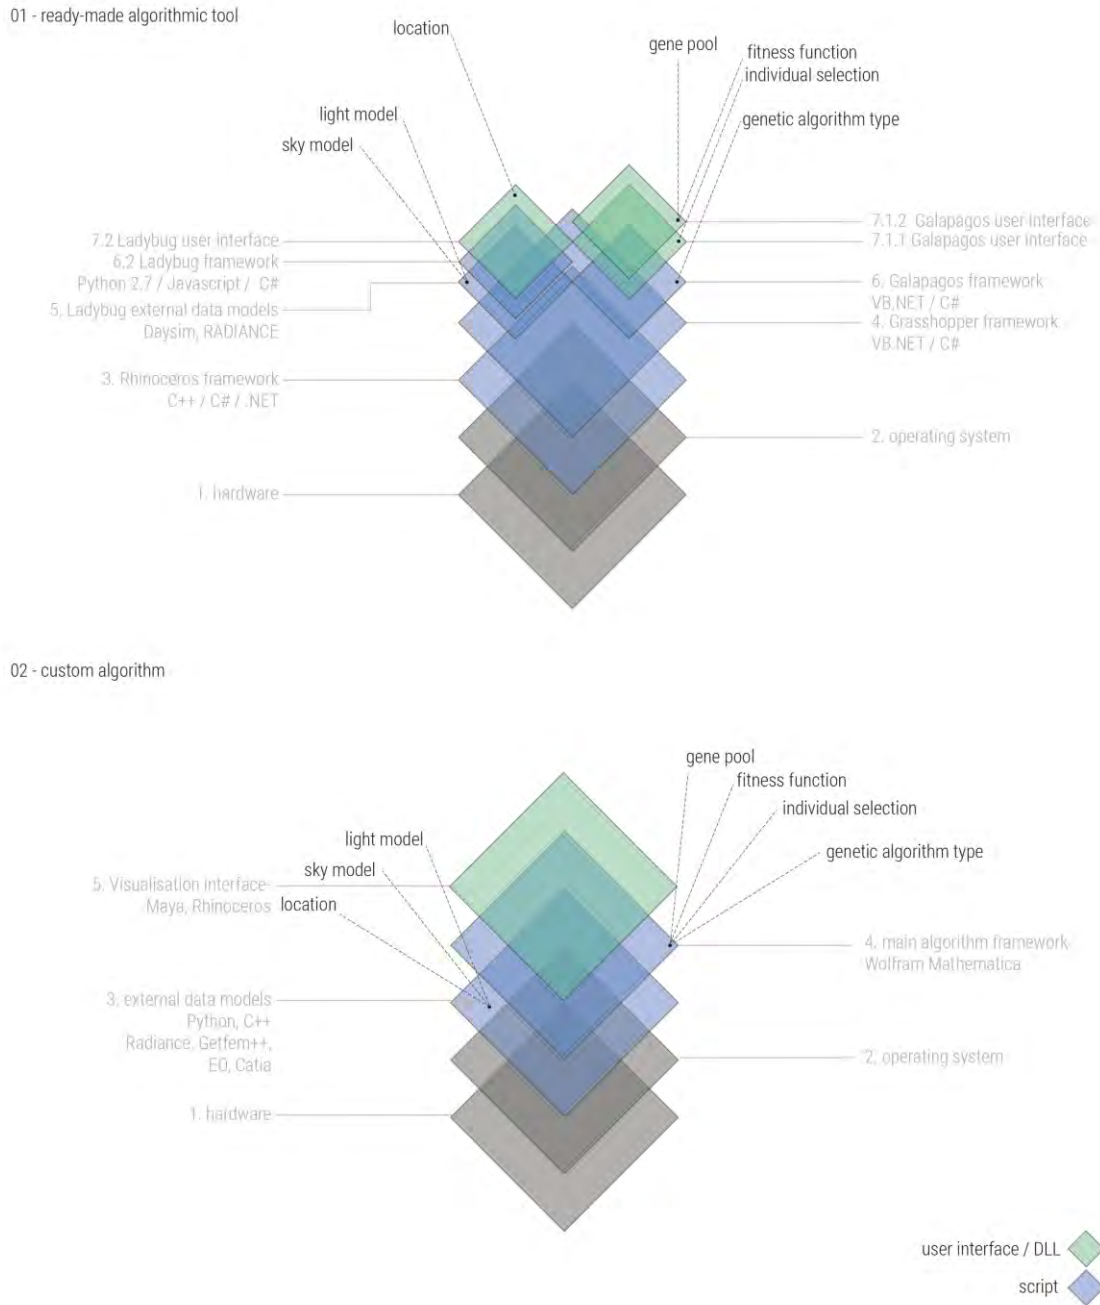 01 - ready-made algorithmic tool
location
gene pool
fitness function
individual selection
light model
genetic algorithm type
sky model
7.2 Ladybug user interface
6.2 Ladybug framework
Python 2.7 / Javascript / C#
5. Ladybug external data models
Daysim, RADIANCE
3. Rhinoceros framework
C++ / C# / .NET
1. hardware
7.1.2 Galapagos user interface
7.1.1 Galapagos user interface
6. Galapagos framework
VB.NET / C#
4. Grasshopper framework
VB.NET / C#
2. operating system
02 - custom algorithm
gene pool
fitness function
individual selection
genetic algorithm type
light model
sky model
location
5. Visualisation interface
Maya, Rhinoceros
3. external data models
Python, C++
Radiance, Getfem++,
EO, Catia
1. hardware
4. main algorithm framework
Wolfram Mathematica
2. operating system
user interface / DLL
script